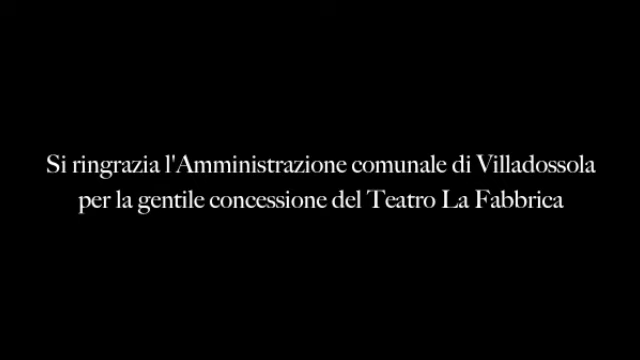 Si ringrazia l'Amministrazione comunale di Villadossola
per la gentile concessione del Teatro La Fabbrica